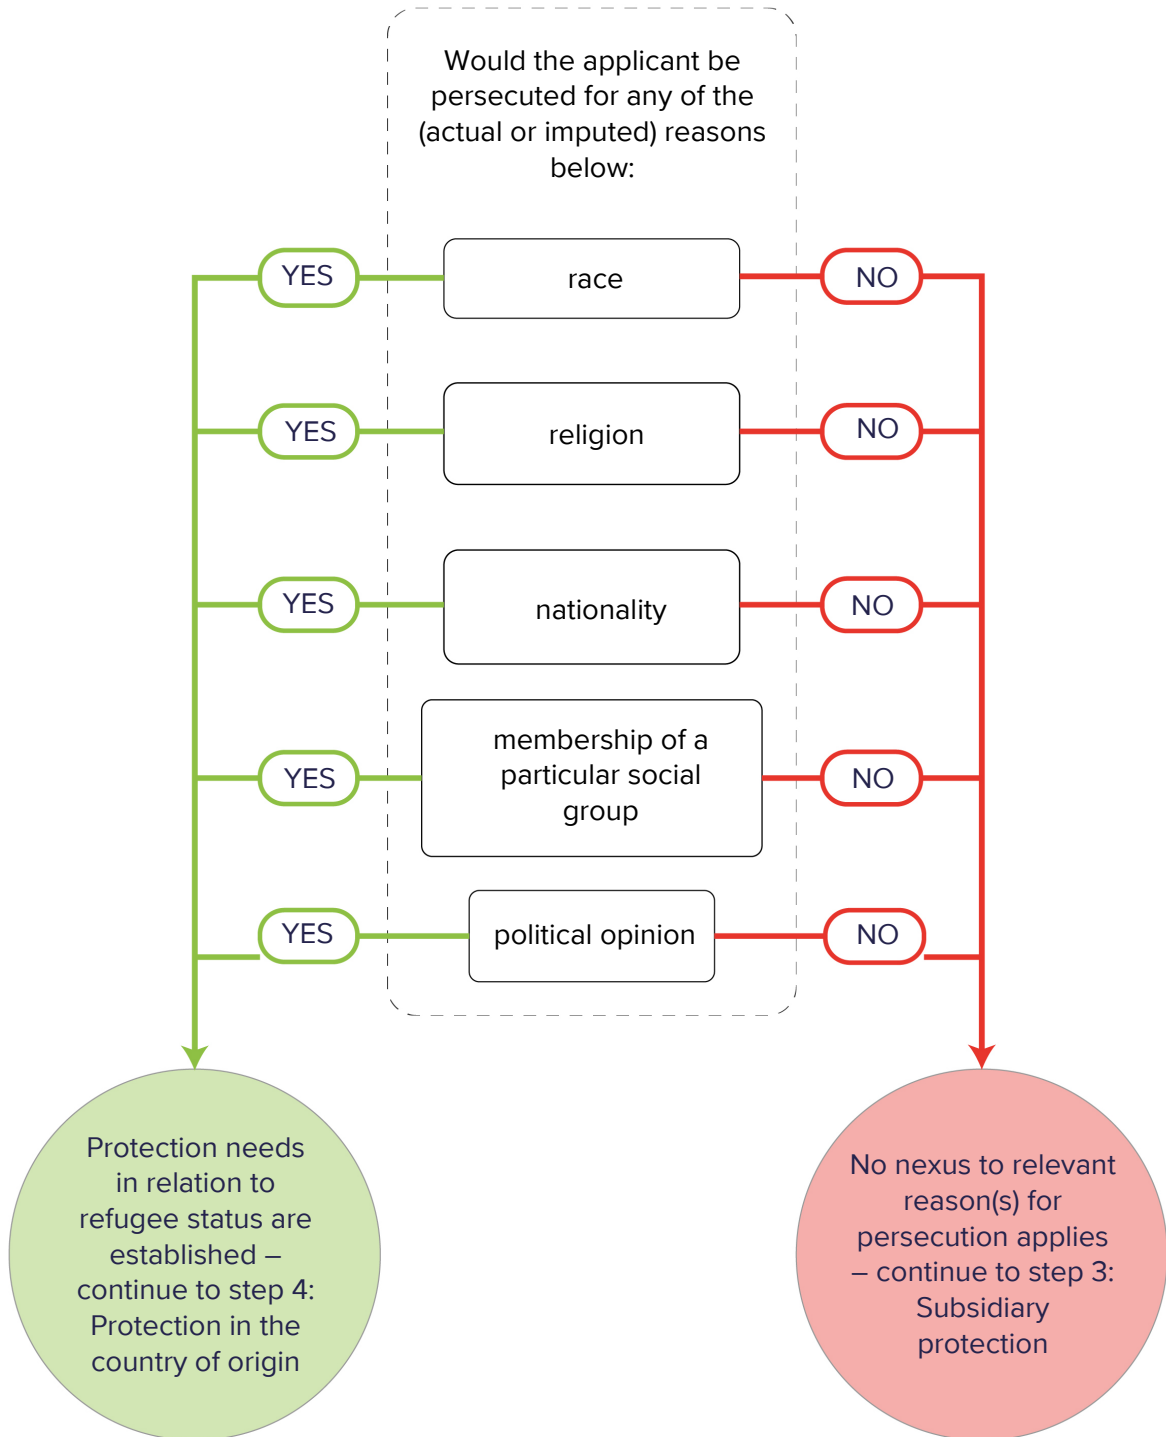 Would the applicant be
persecuted for any of the
(actual or imputed) reasons
below:
YES
race
NO
YES
religion
NO
YES
nationality
NO
membership of a
particular social
group
YES
NO
YES
political opinion
NO
Protection needs
in relation to
refugee status are
established –
continue to step 4:
Protection in the
country of origin
No nexus to relevant
reason(s) for
persecution applies
– continue to step 3:
Subsidiary
protection